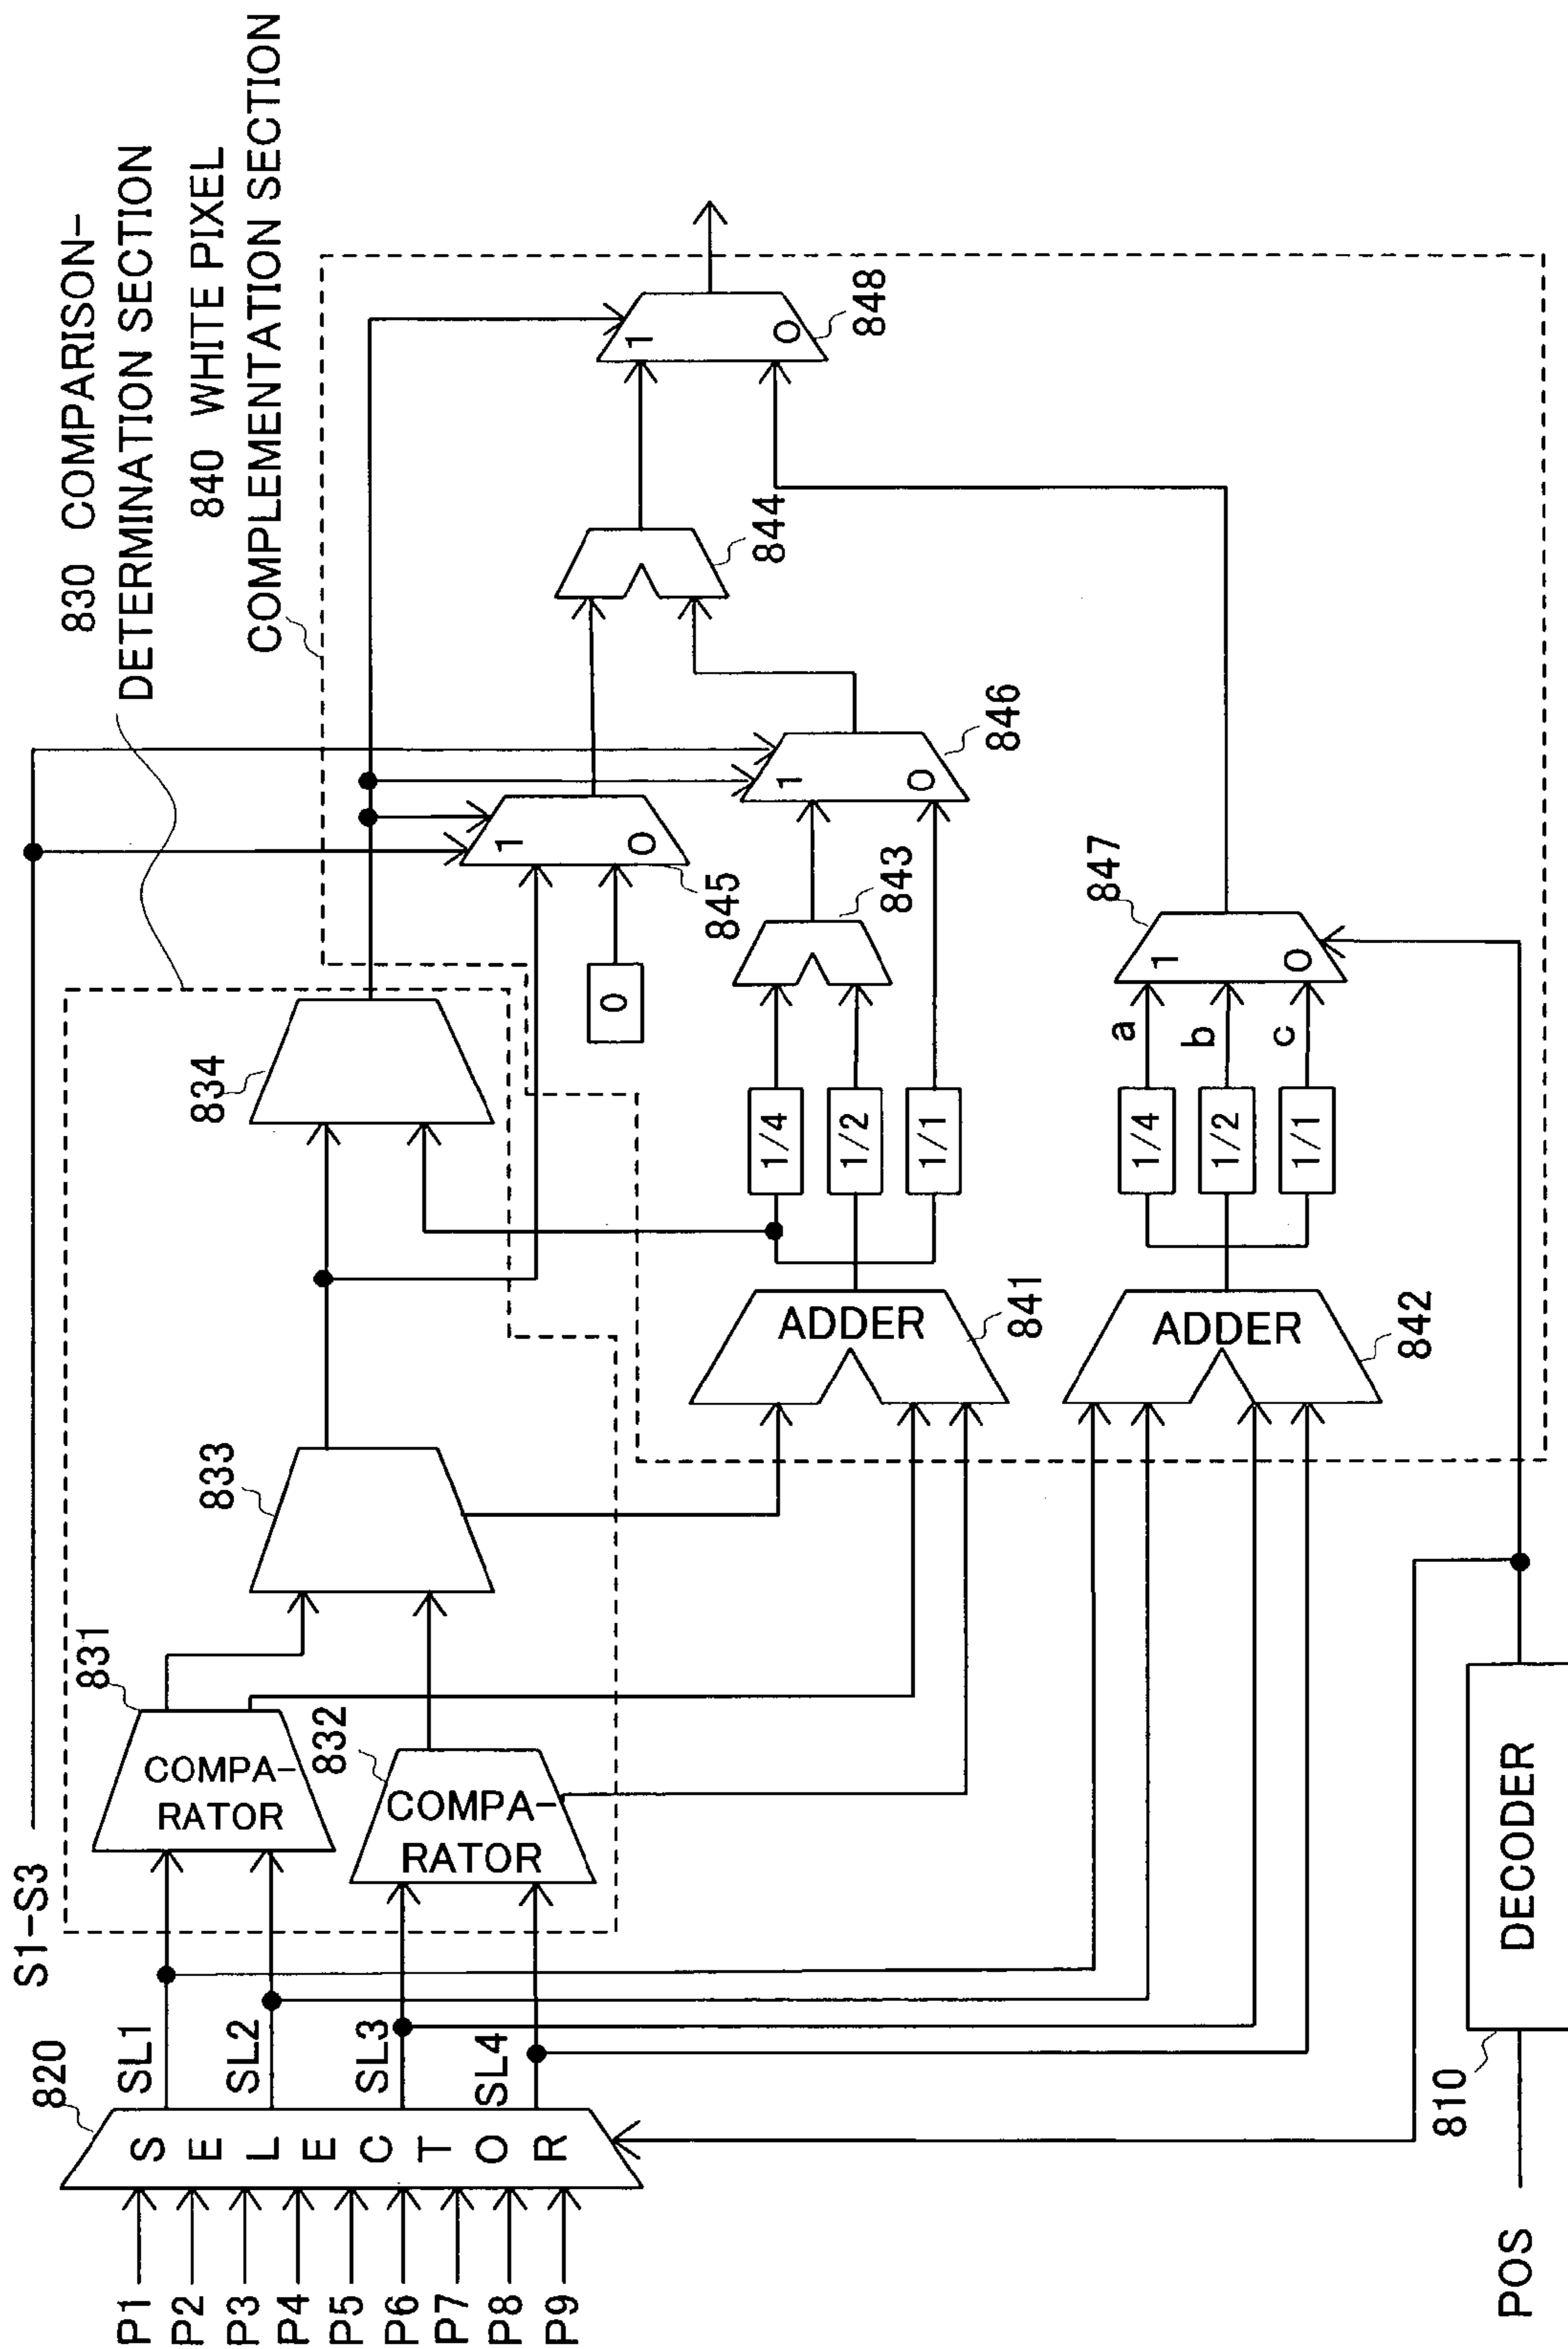 830 COMPARISON-
DETERMINATION SECTION
840 WHITE PIXEL
COMPLEMENTATION SECTION
S1-S3
820
SL1
SL2
SL3
SL4
SELECTOR
P1
P2
P3
P4
P5
P6
P7
P8
P9
831
COMPA-
RATOR
832
COMPA-
RATOR
833
834
0
1
0
845
841
ADDER
1/4
1/2
1/1
843
1
0
846
844
1
0
848
842
ADDER
1/4
1/2
1/1
a
b
c
1
0
847
POS
810
DECODER